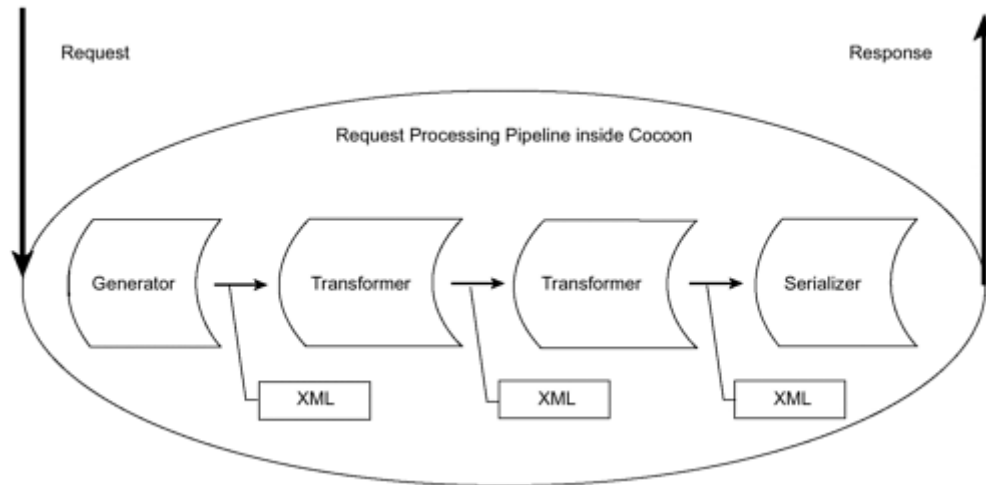 Request
Response
Request Processing Pipeline inside Cocoon
Generator
Transformer
Transformer
Serializer
XML
XML
XML